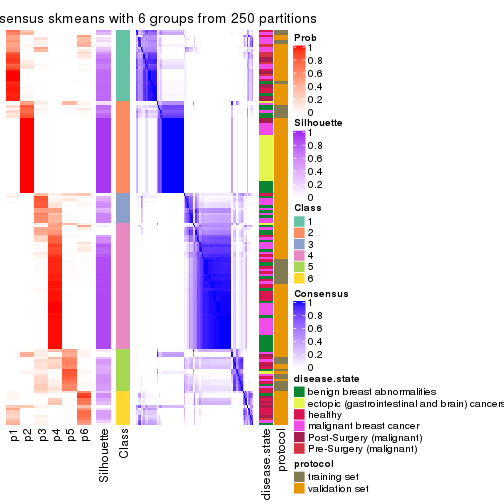 sensus skmeans with 6 groups from 250 partitions
Prob
1
0.8
0.6
0.4
0.2
0
Silhouette
1
0.8
0.6
0.4
0.2
0
Class
1
2
3
4
5
6
Consensus
1
0.8
0.6
0.4
0.2
0
disease.state
benign breast abnormalities
ectopic (gastrointestinal and brain) cancers
healthy
malignant breast cancer
Post-Surgery (malignant)
Pre-Surgery (malignant)
protocol
training set
validation set
p1
p2
p3
p4
p5
p6
Silhouette
Class
disease.state
protocol